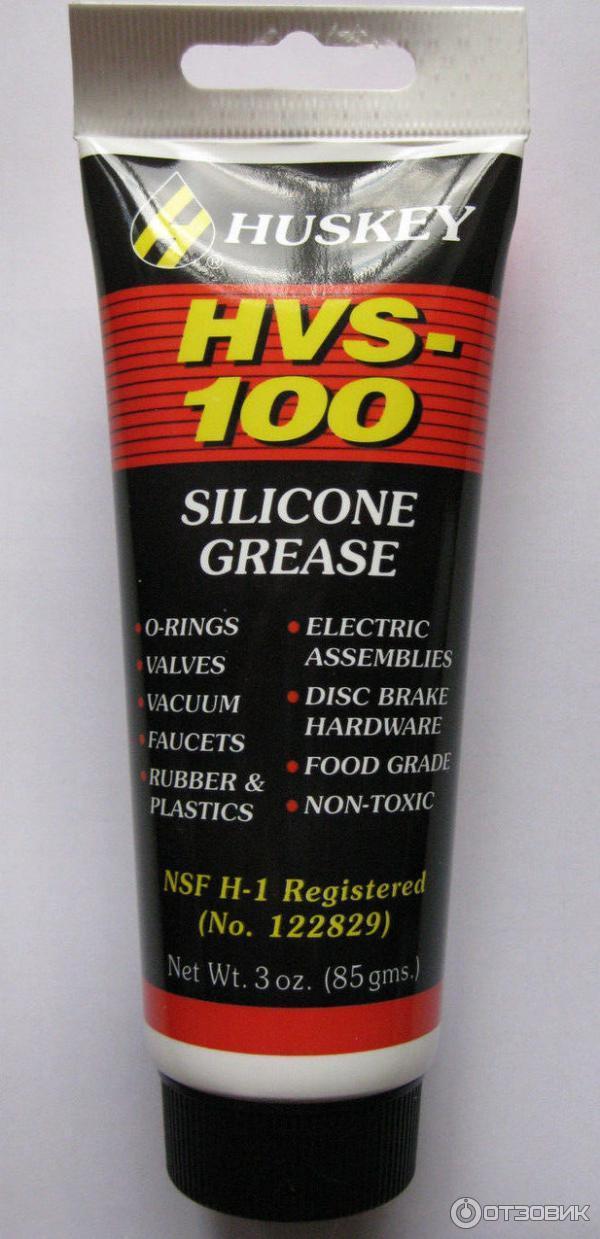 HUSKEY
®
HVS-
100
SILICONE
GREASE
• O-RINGS
• VALVES
• VACUUM
• FAUCETS
• RUBBER &
PLASTICS
• ELECTRIC
ASSEMBLIES
• DISC BRAKE
HARDWARE
• FOOD GRADE
• NON-TOXIC
NSF H-1 Registered
(No. 122829)
Net Wt. 3 oz. (85 gms.)
ОТЗОВИК